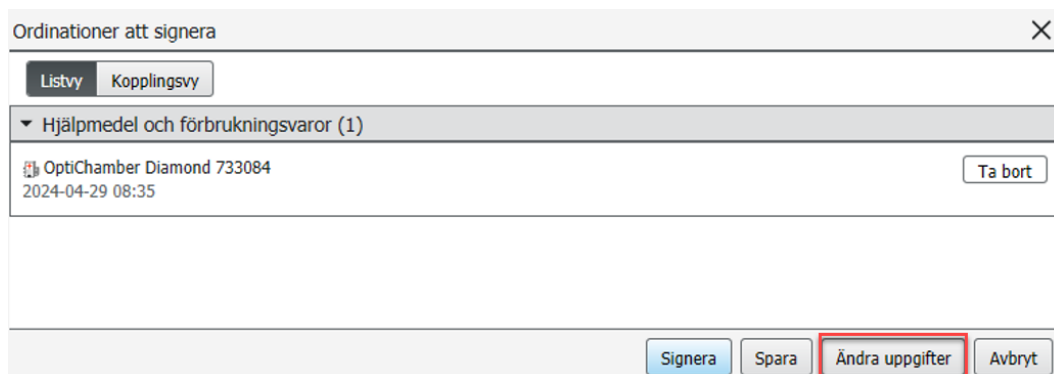 Ordinationer att signera
Listvy Kopplingsvy
Hjälpmedel och förbrukningsvaror (1)
OptiChamber Diamond 733084
Ta bort
2024-04-29 08:35
Signera Spara Ändra uppgifter Avbryt